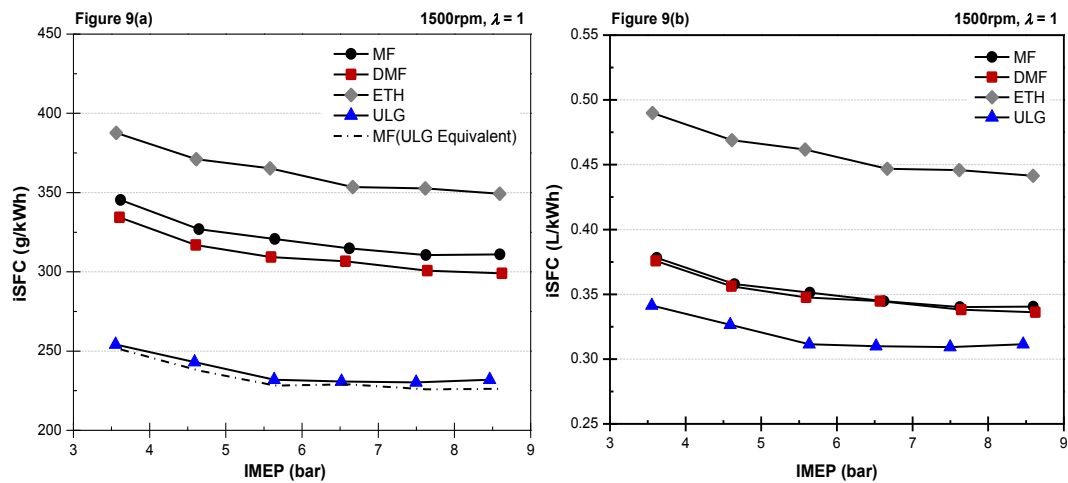 Figure 9(a) 1500rpm, λ = 1
450
400
350
300
250
200
iSFC (g/kWh)
MF
DMF
ETH
ULG
MF(ULG Equivalent)
3 4 5 6 7 8 9
IMEP (bar)
Figure 9(b) 1500rpm, λ = 1
0.55
0.50
0.45
0.40
0.35
0.30
0.25
iSFC (L/kWh)
MF
DMF
ETH
ULG
3 4 5 6 7 8 9
IMEP (bar)